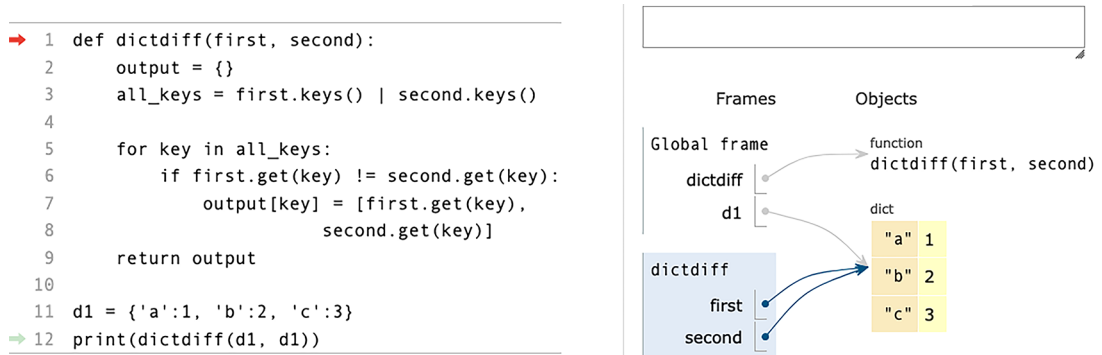 1 def dictdiff(first, second):
2     output = {}
3     all_keys = first.keys() | second.keys()
4
5     for key in all_keys:
6         if first.get(key) != second.get(key):
7             output[key] = [first.get(key),
8                            second.get(key)]
9     return output
10
11 d1 = {'a':1, 'b':2, 'c':3}
12 print(dictdiff(d1, d1))
Frames Objects
Global frame
dictdiff
d1
function
dictdiff(first, second)
dict
"a" 1
"b" 2
"c" 3
dictdiff
first
second